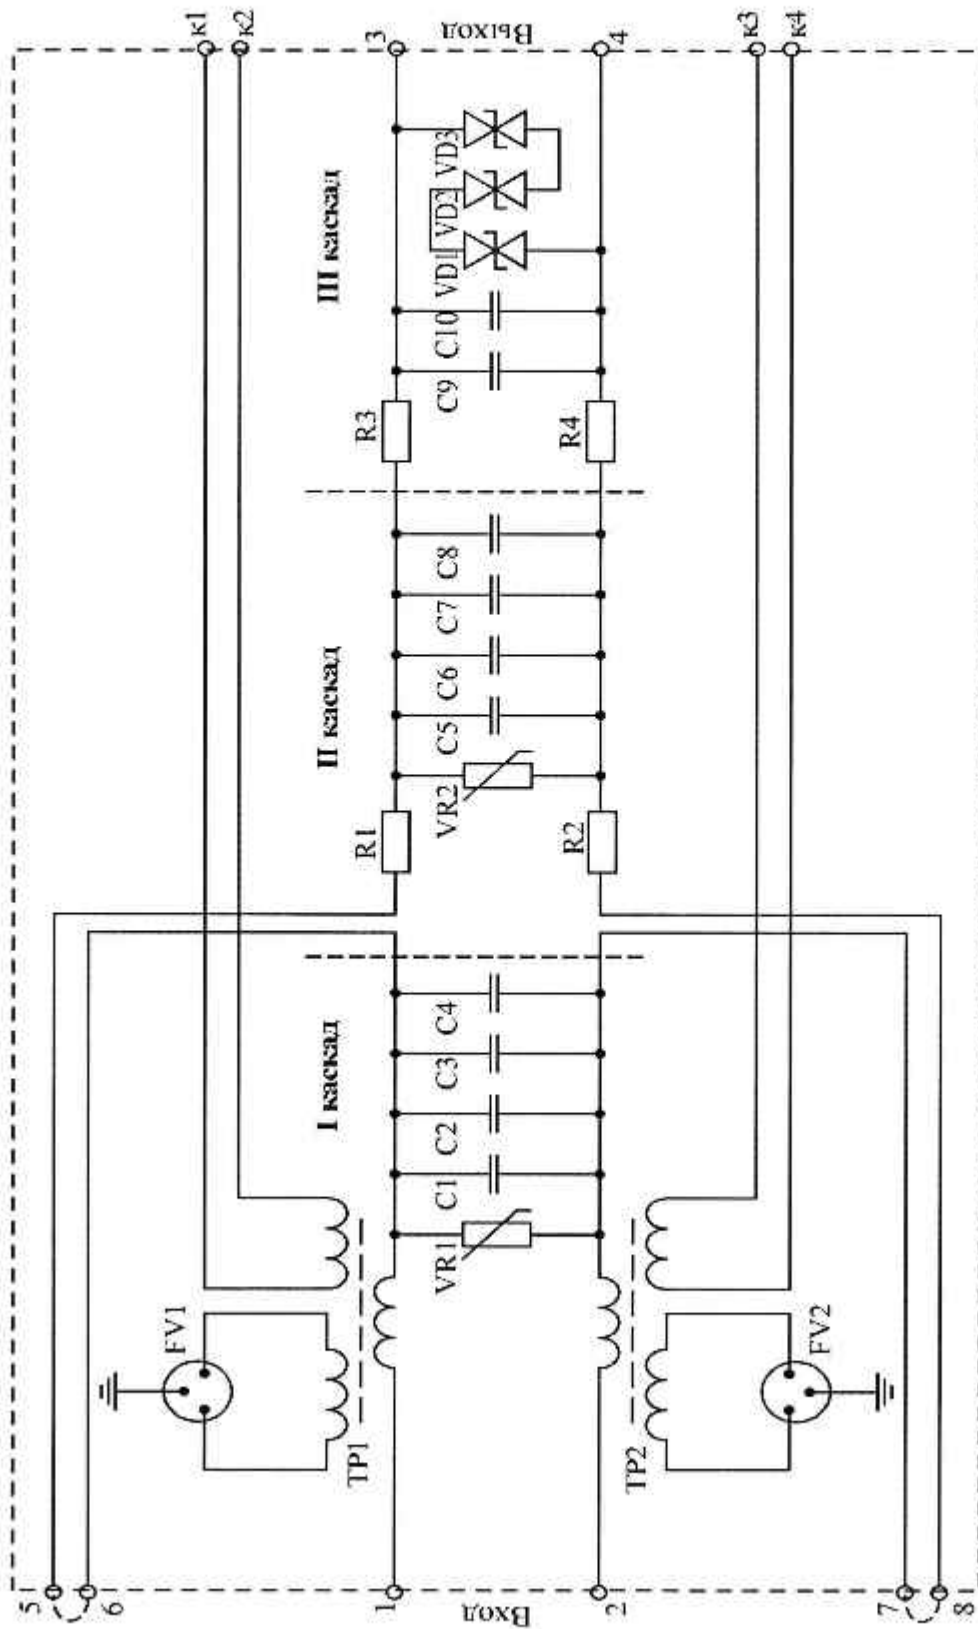 5
6
1
Вход
2
7
8
TP1
FV1
TP2
FV2
I каскад
VR1
C1
C2
C3
C4
R1
R2
II каскад
VR2
C5
C6
C7
C8
R3
R4
III каскад
C9
C10
VD1
VD2
VD3
к1
к2
3
Выход
4
к3
к4